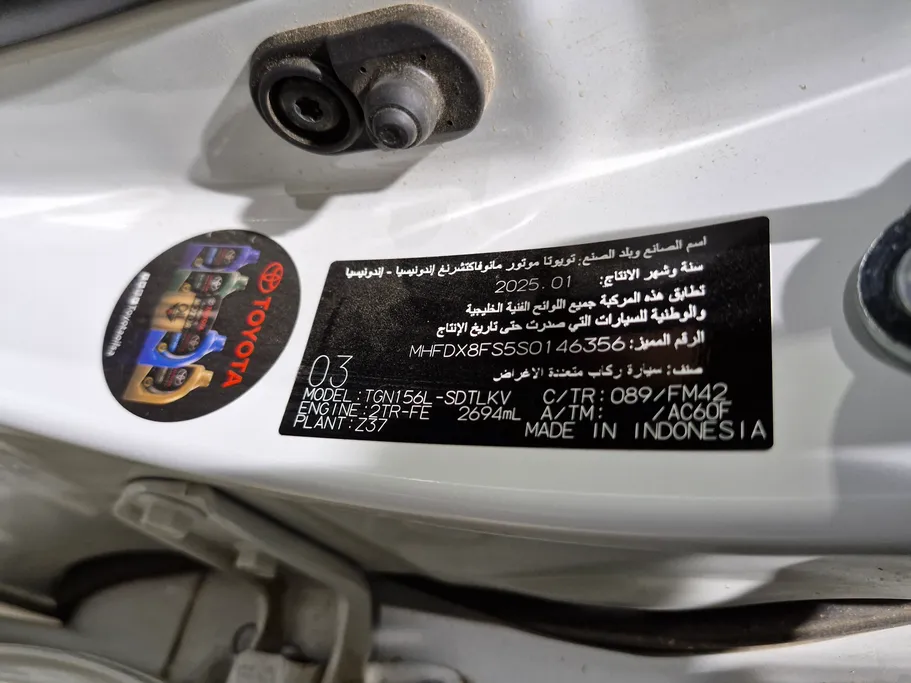 TOYOTA
اسم الصانع وبلد الصنع: تويوتا موتور مانوفاكتشرنغ إندونيسيا - إندونيسيا
سنة وشهر الانتاج: 2025.01
تطابق هذه المركبة جميع اللوائح الفنية الخليجية
والوطنية للسيارات التي صدرت حتى تاريخ الإنتاج
الرقم المميز: MHFDX8FS5S0146356
صنف: سيارة ركاب متعددة الاغراض
03
MODEL:TGN156L-SDTLKV C/TR:089/FM42
ENGINE:2TR-FE 2694mL A/TM: /AC60F
PLANT:Z37 MADE IN INDONESIA